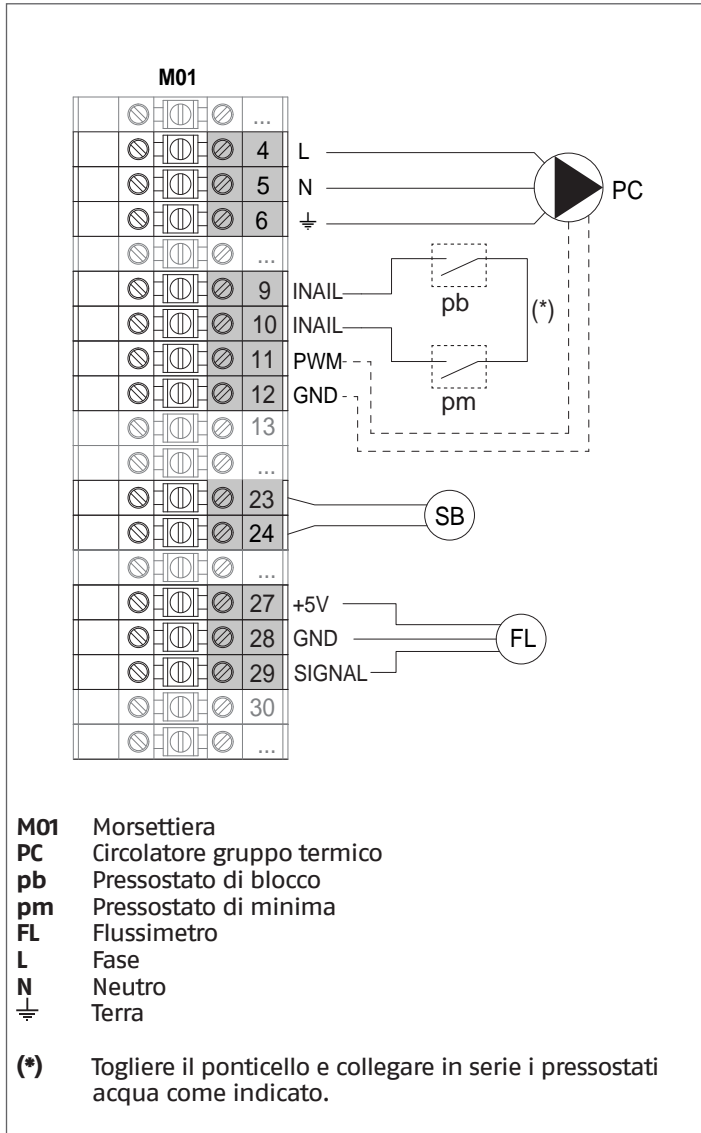 M01
...
4 L
5 N PC
6
...
9 INAIL
pb (*)
10 INAIL
11 PWM
pm
12 GND
13
...
23
SB
24
...
27 +5V
28 GND FL
29 SIGNAL
30
...
M01 Morsettiera
PC Circolatore gruppo termico
pb Pressostato di blocco
pm Pressostato di minima
FL Flussimetro
L Fase
N Neutro
⏚ Terra
(*) Togliere il ponticello e collegare in serie i pressostati
acqua come indicato.